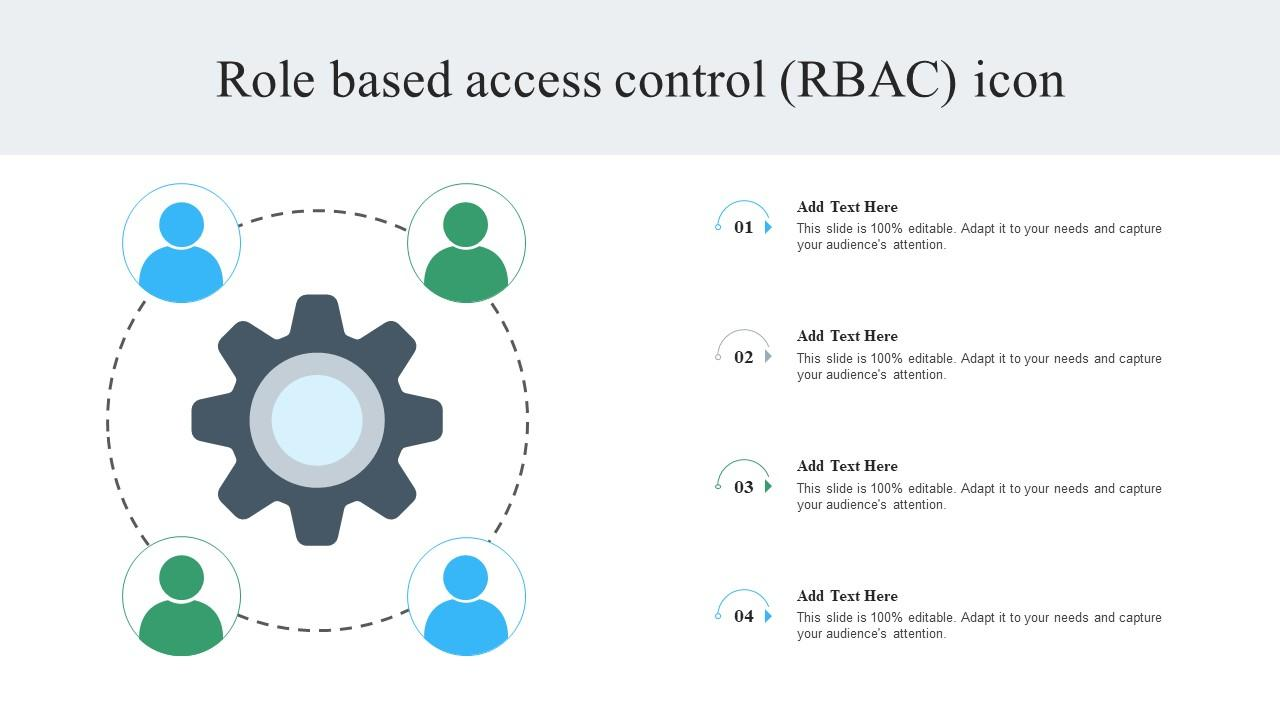 Role based access control (RBAC) icon
01
Add Text Here
This slide is 100% editable. Adapt it to your needs and capture
your audience's attention.
02
Add Text Here
This slide is 100% editable. Adapt it to your needs and capture
your audience's attention.
03
Add Text Here
This slide is 100% editable. Adapt it to your needs and capture
your audience's attention.
04
Add Text Here
This slide is 100% editable. Adapt it to your needs and capture
your audience's attention.